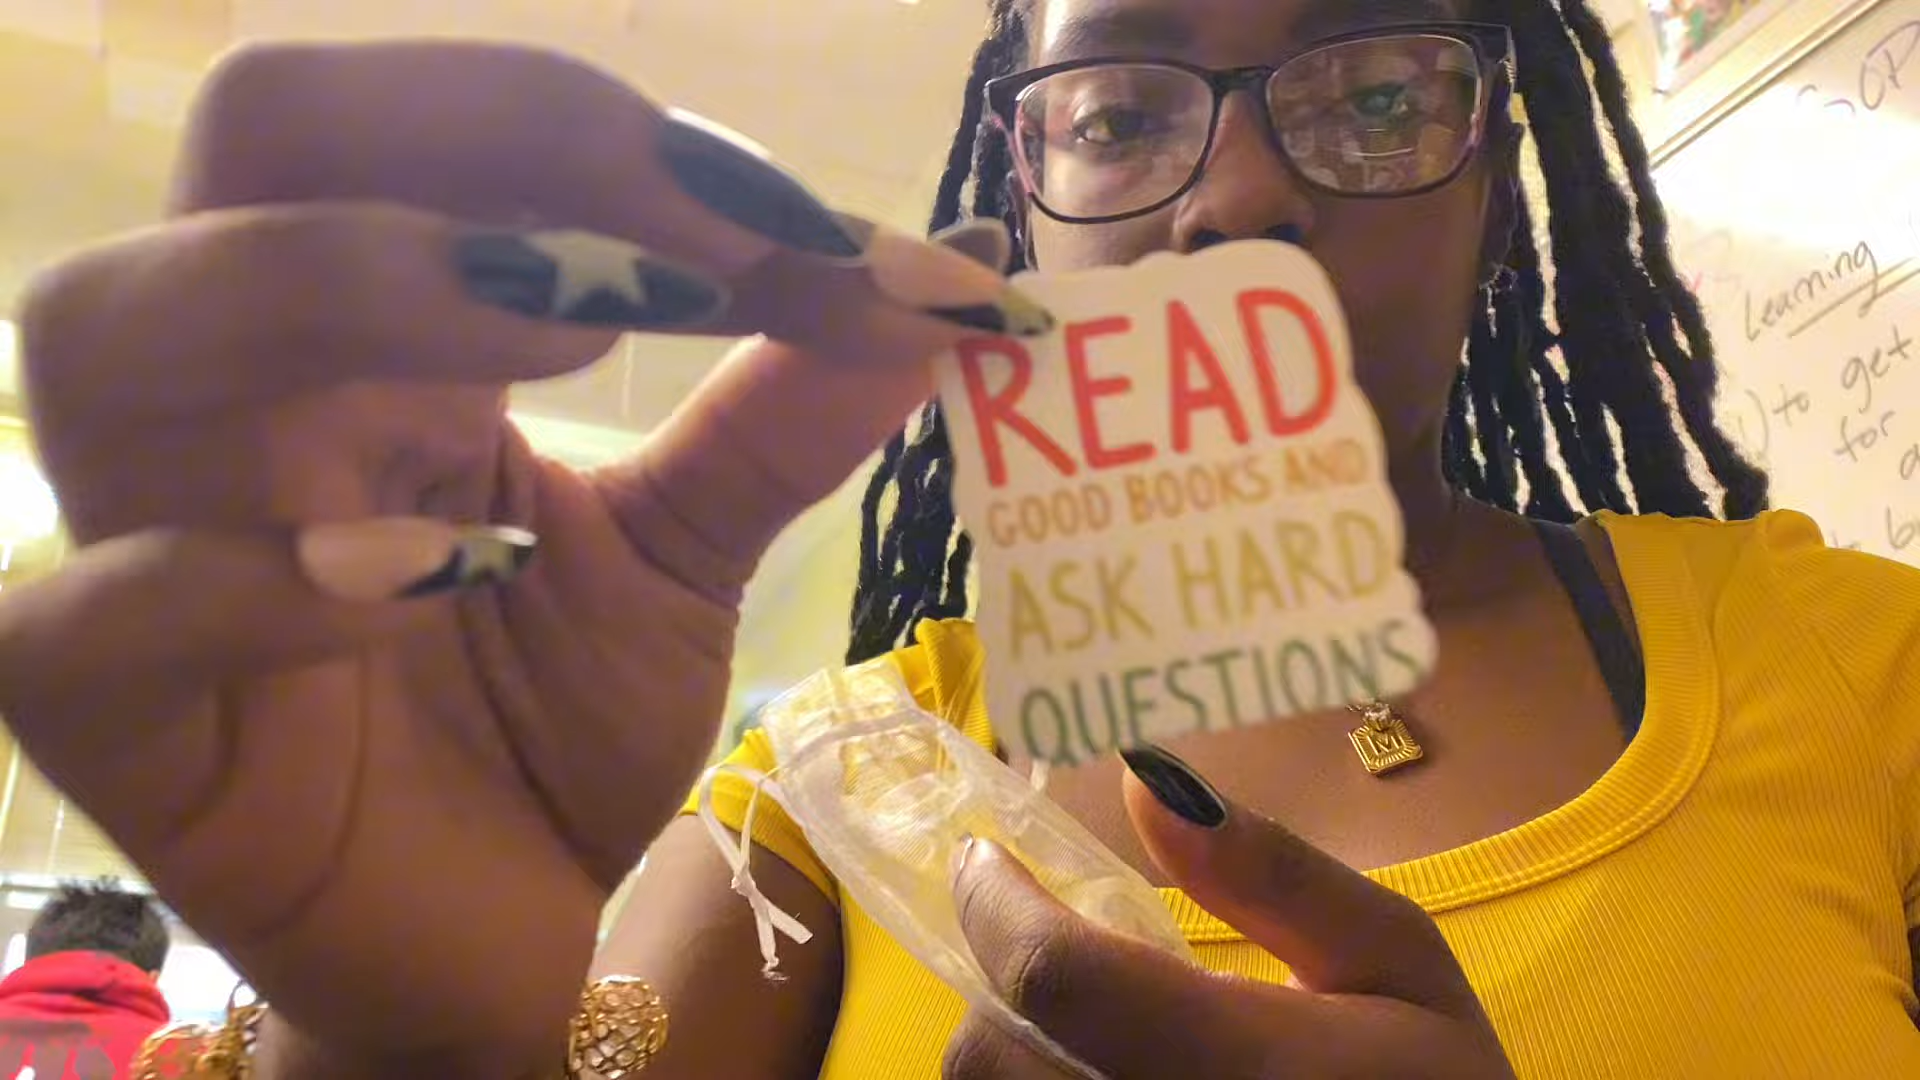 READ
GOOD BOOKS AND
ASK HARD
QUESTIONS
M
Learning
to get
for